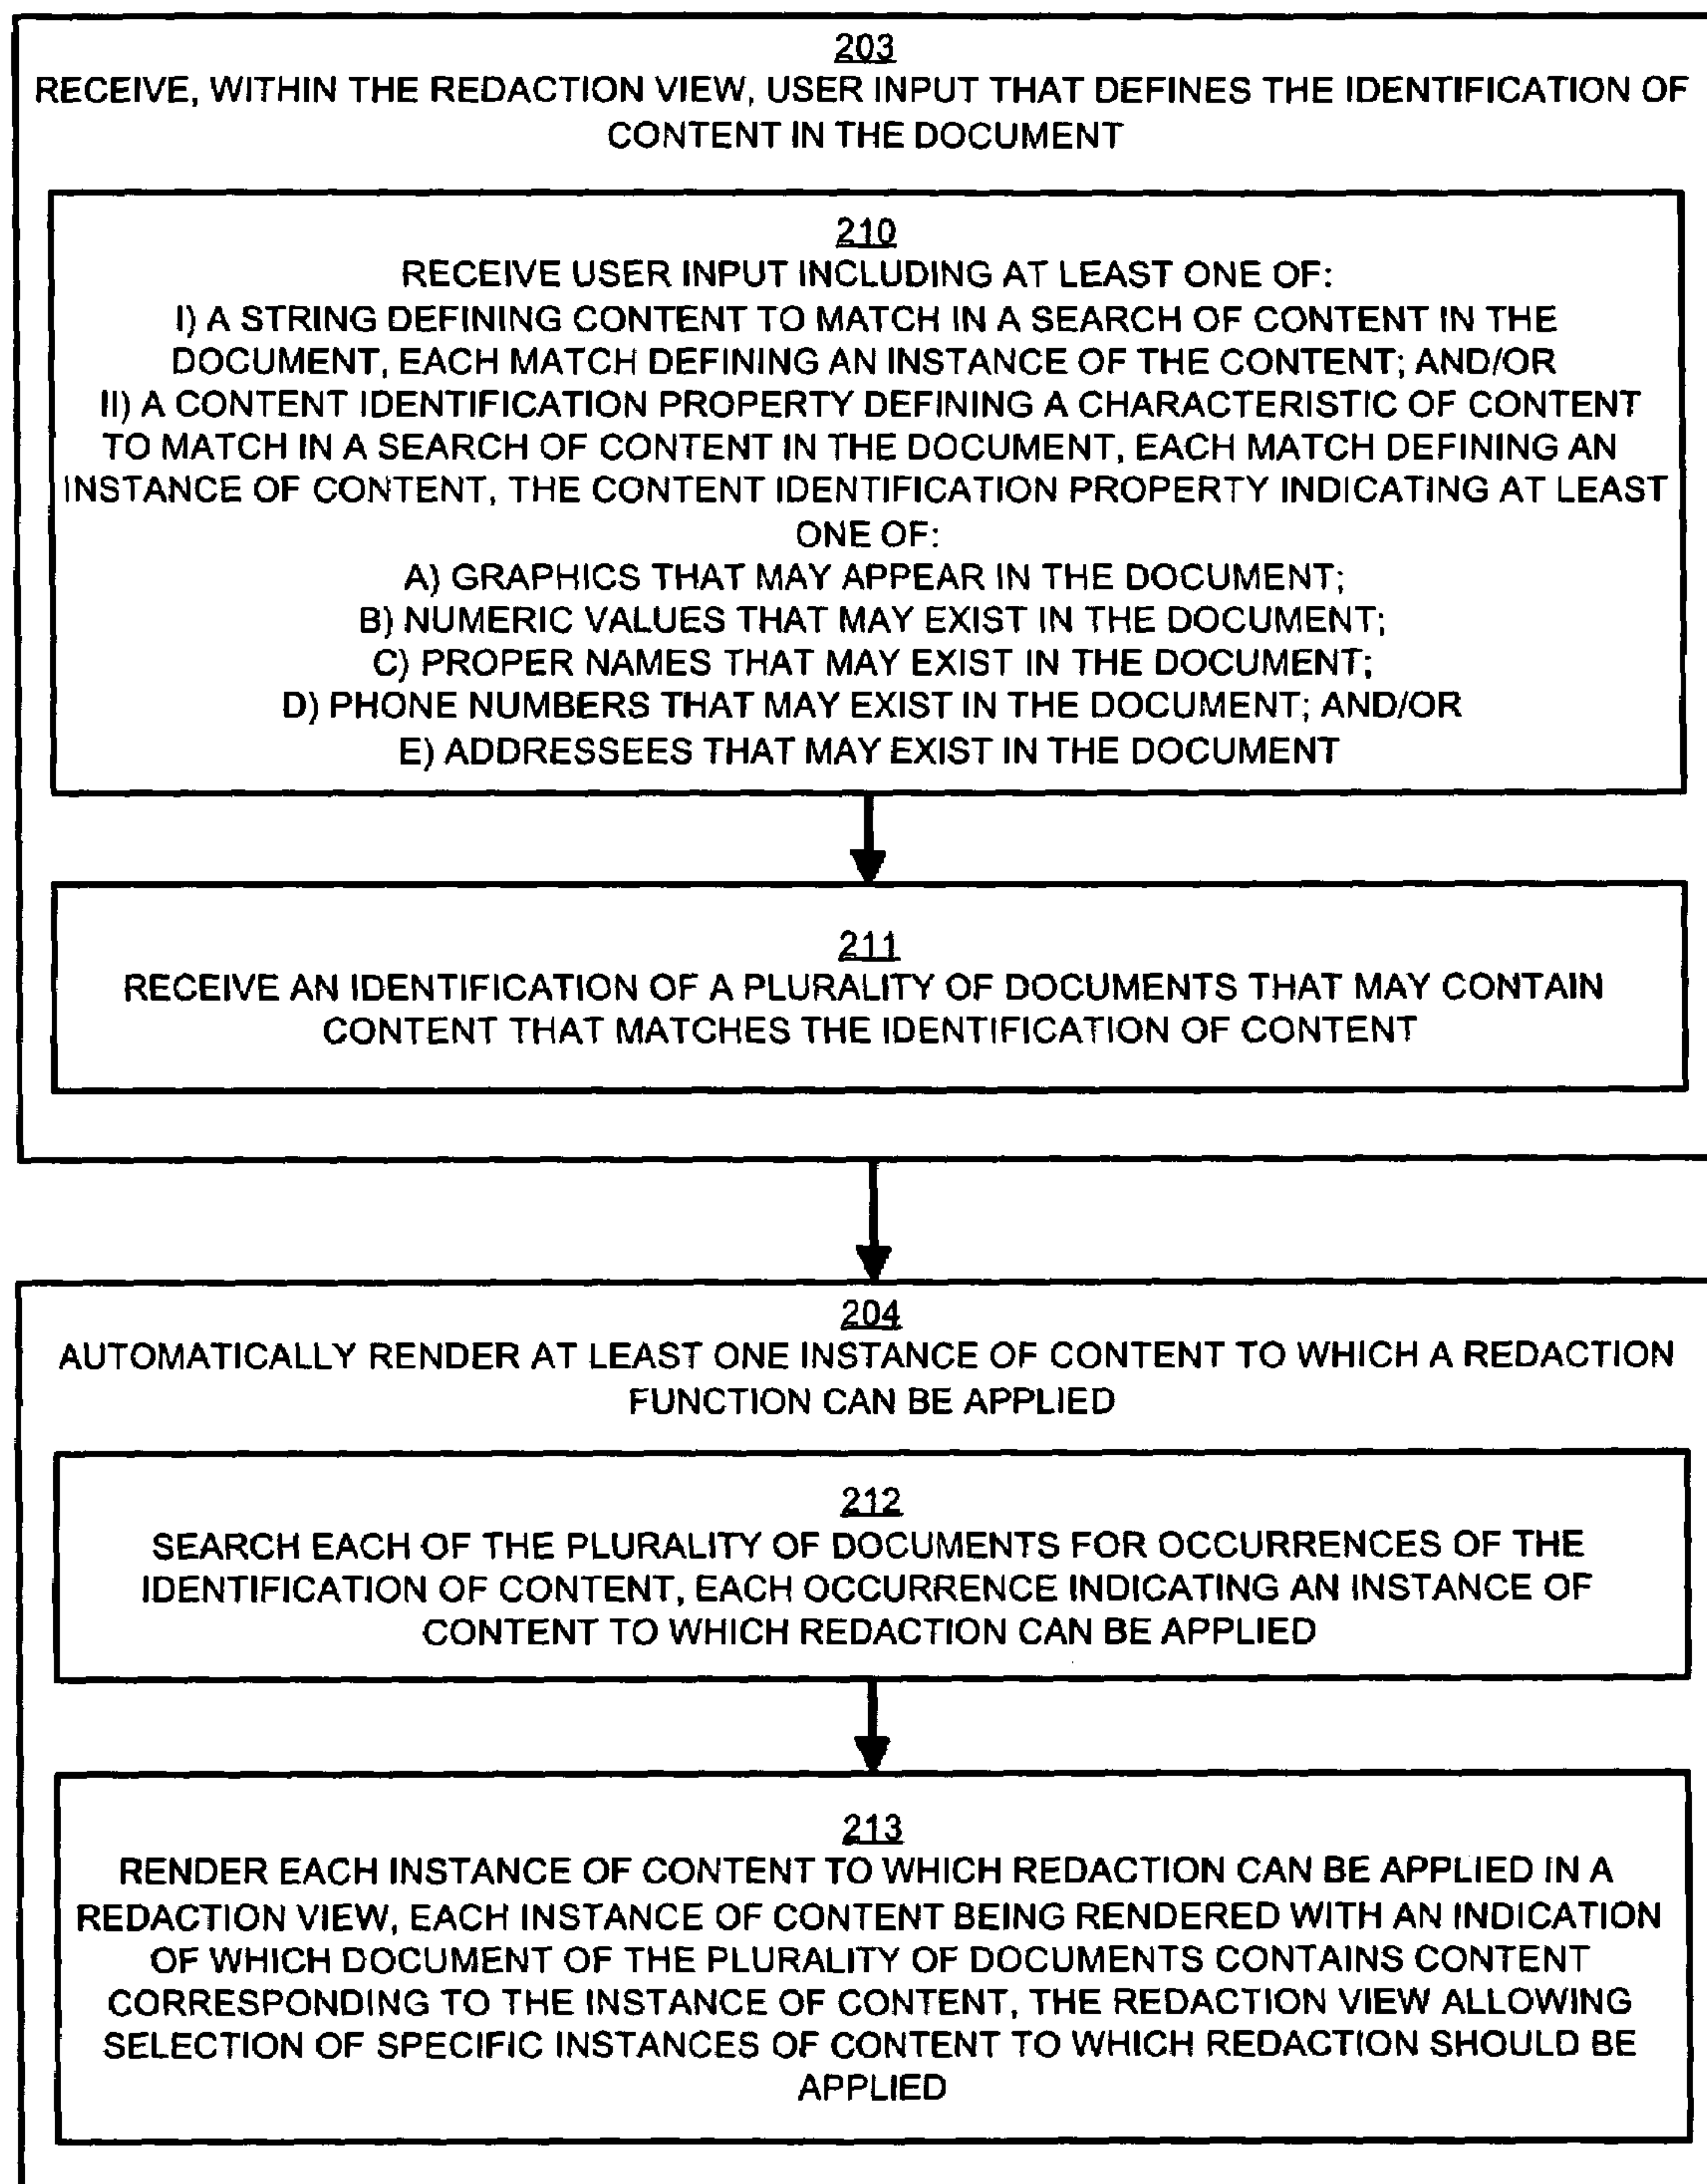 203
RECEIVE, WITHIN THE REDACTION VIEW, USER INPUT THAT DEFINES THE IDENTIFICATION OF
CONTENT IN THE DOCUMENT
210
RECEIVE USER INPUT INCLUDING AT LEAST ONE OF:
I) A STRING DEFINING CONTENT TO MATCH IN A SEARCH OF CONTENT IN THE
DOCUMENT, EACH MATCH DEFINING AN INSTANCE OF THE CONTENT; AND/OR
II) A CONTENT IDENTIFICATION PROPERTY DEFINING A CHARACTERISTIC OF CONTENT
TO MATCH IN A SEARCH OF CONTENT IN THE DOCUMENT, EACH MATCH DEFINING AN
INSTANCE OF CONTENT, THE CONTENT IDENTIFICATION PROPERTY INDICATING AT LEAST
ONE OF:
A) GRAPHICS THAT MAY APPEAR IN THE DOCUMENT;
B) NUMERIC VALUES THAT MAY EXIST IN THE DOCUMENT;
C) PROPER NAMES THAT MAY EXIST IN THE DOCUMENT;
D) PHONE NUMBERS THAT MAY EXIST IN THE DOCUMENT; AND/OR
E) ADDRESSEES THAT MAY EXIST IN THE DOCUMENT
211
RECEIVE AN IDENTIFICATION OF A PLURALITY OF DOCUMENTS THAT MAY CONTAIN
CONTENT THAT MATCHES THE IDENTIFICATION OF CONTENT
204
AUTOMATICALLY RENDER AT LEAST ONE INSTANCE OF CONTENT TO WHICH A REDACTION
FUNCTION CAN BE APPLIED
212
SEARCH EACH OF THE PLURALITY OF DOCUMENTS FOR OCCURRENCES OF THE
IDENTIFICATION OF CONTENT, EACH OCCURRENCE INDICATING AN INSTANCE OF
CONTENT TO WHICH REDACTION CAN BE APPLIED
213
RENDER EACH INSTANCE OF CONTENT TO WHICH REDACTION CAN BE APPLIED IN A
REDACTION VIEW, EACH INSTANCE OF CONTENT BEING RENDERED WITH AN INDICATION
OF WHICH DOCUMENT OF THE PLURALITY OF DOCUMENTS CONTAINS CONTENT
CORRESPONDING TO THE INSTANCE OF CONTENT, THE REDACTION VIEW ALLOWING
SELECTION OF SPECIFIC INSTANCES OF CONTENT TO WHICH REDACTION SHOULD BE
APPLIED